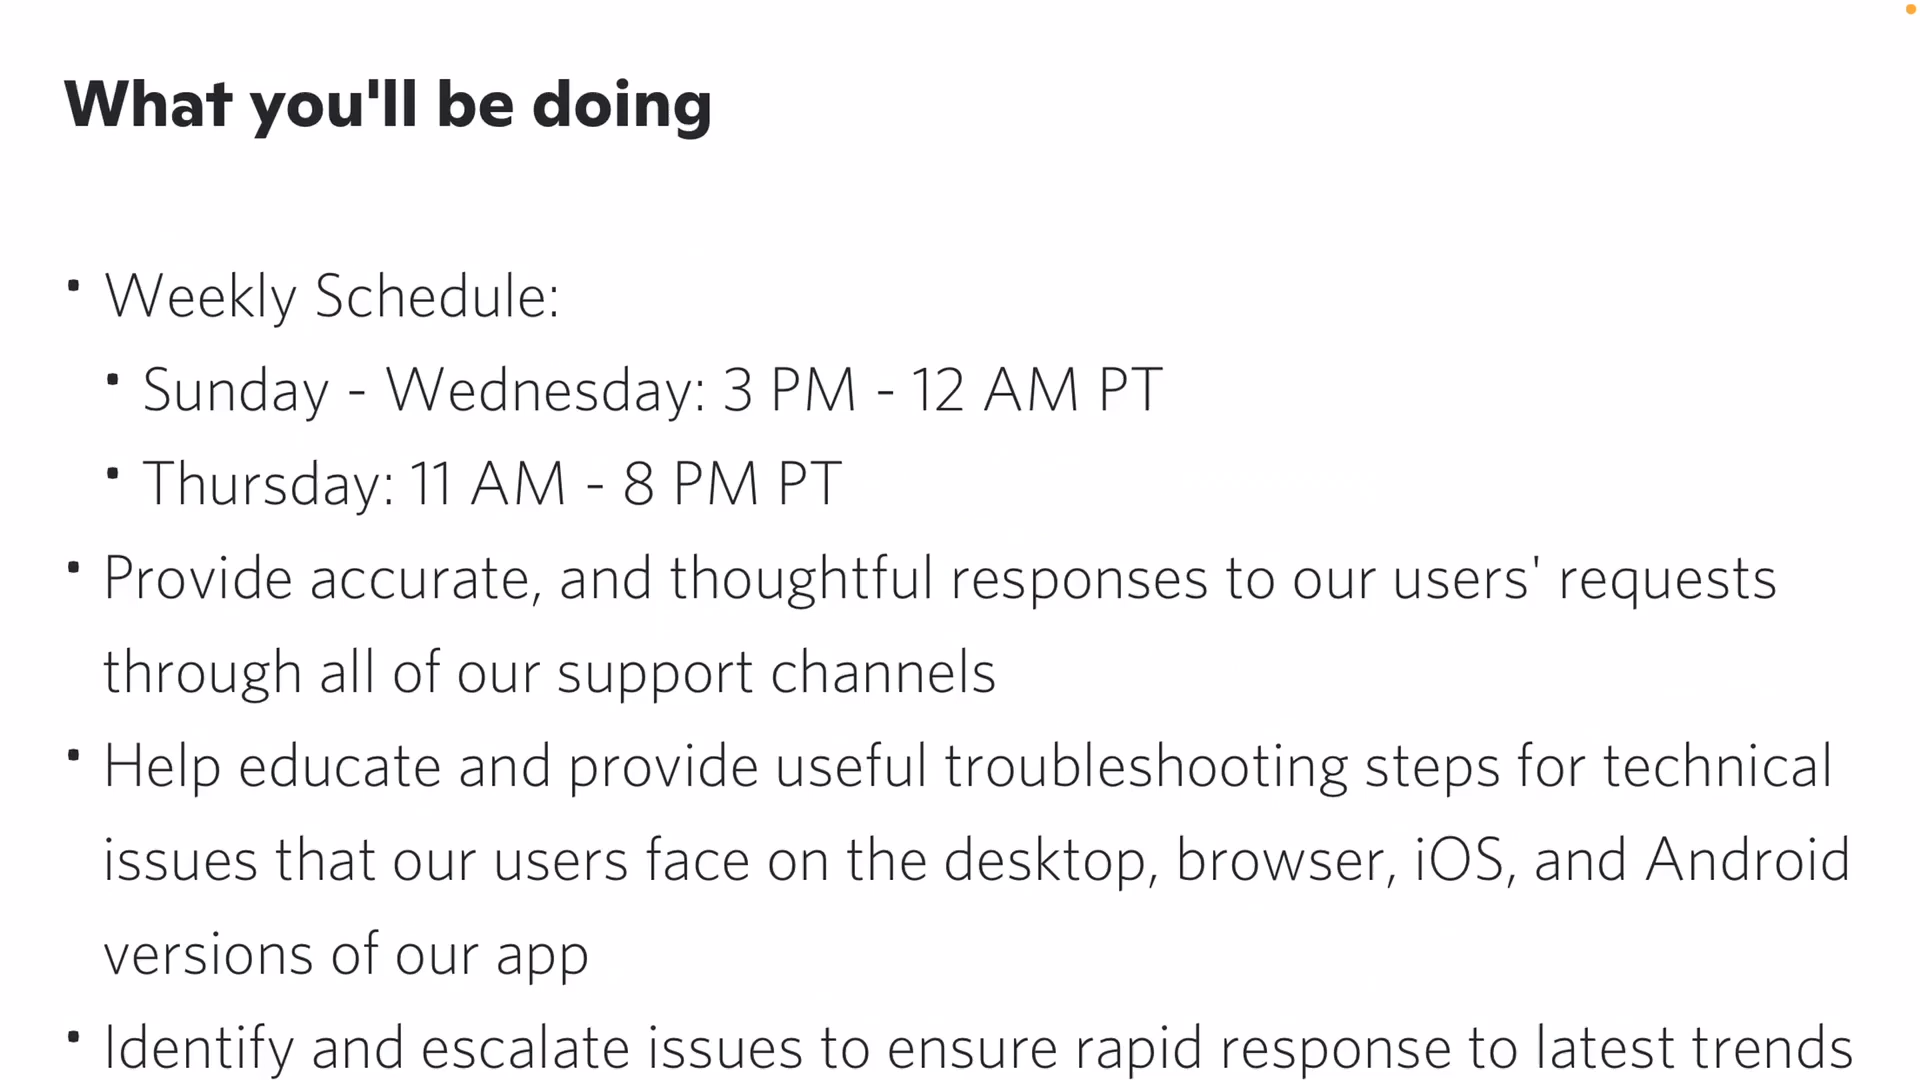 What you'll be doing
Weekly Schedule:
Sunday - Wednesday: 3 PM - 12 AM PT
Thursday: 11 AM - 8 PM PT
Provide accurate, and thoughtful responses to our users' requests
through all of our support channels
Help educate and provide useful troubleshooting steps for technical
issues that our users face on the desktop, browser, iOS, and Android
versions of our app
Identify and escalate issues to ensure rapid response to latest trends